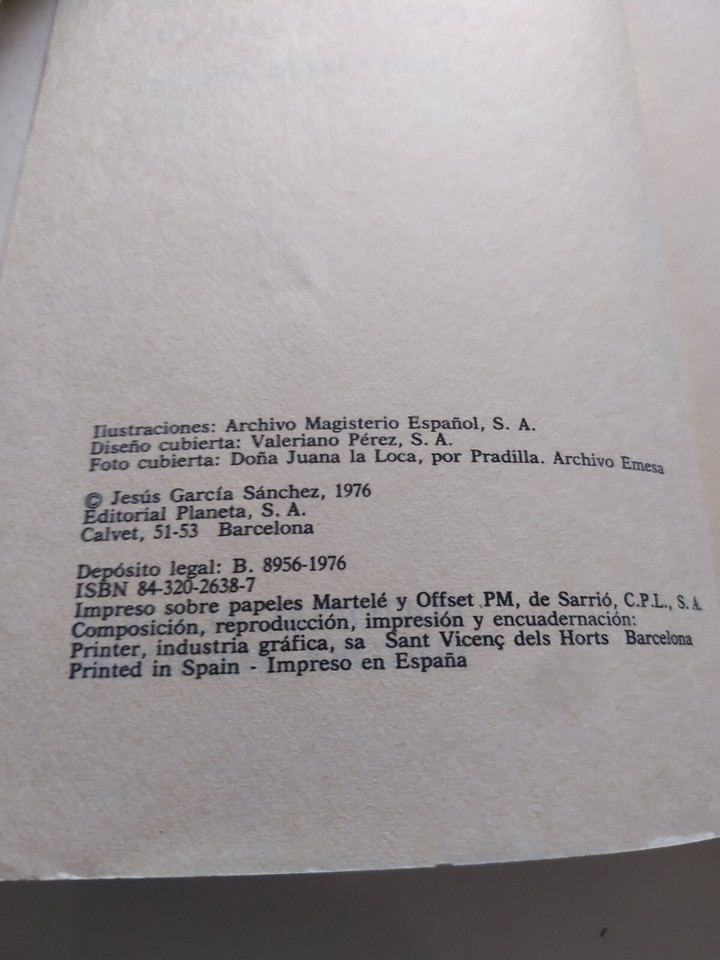 Ilustraciones: Archivo Magisterio Español, S. A.
Diseño cubierta: Valeriano Pérez, S. A.
Foto cubierta: Doña Juana la Loca, por Pradilla. Archivo Emesa
© Jesús García Sánchez, 1976
Editorial Planeta, S. A.
Calvet, 51-53 Barcelona
Depósito legal: B. 8956-1976
ISBN 84-320-2638-7
Impreso sobre papeles Martelé y Offset PM, de Sarrió, C.P.L., S. A.
Composición, reproducción, impresión y encuadernación:
Printer, industria gráfica, sa Sant Vicenç dels Horts Barcelona
Printed in Spain - Impreso en España